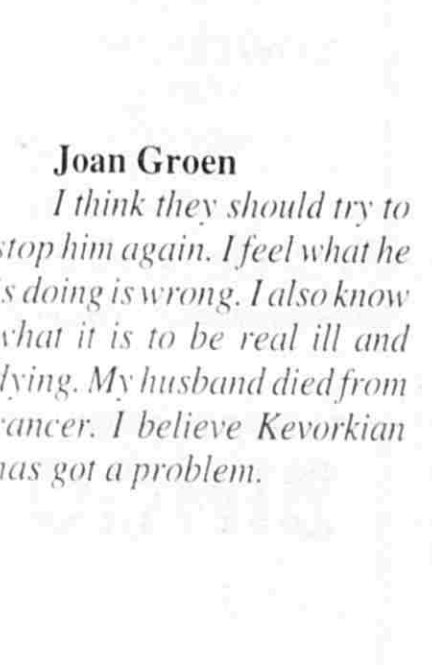 Joan Groen
I think they should try to
stop him again. I feel what he
is doing is wrong. I also know
what it is to be real ill and
dying. My husband died from
cancer. I believe Kevorkian
has got a problem.